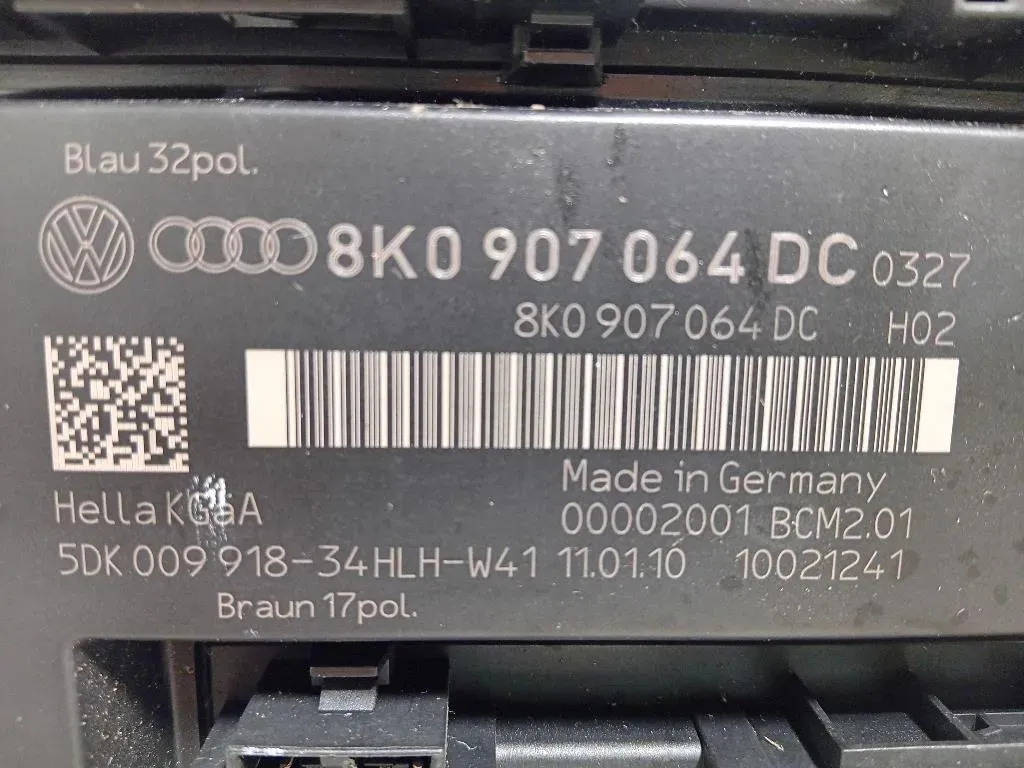 Blau 32pol.
8K0 907 064 DC 0327
8K0 907 064 DC H02
Made in Germany
Hella KGaA 00002001 BCM2.01
5DK 009 918-34HLH-W41 11.01.10 10021241
Braun 17pol.